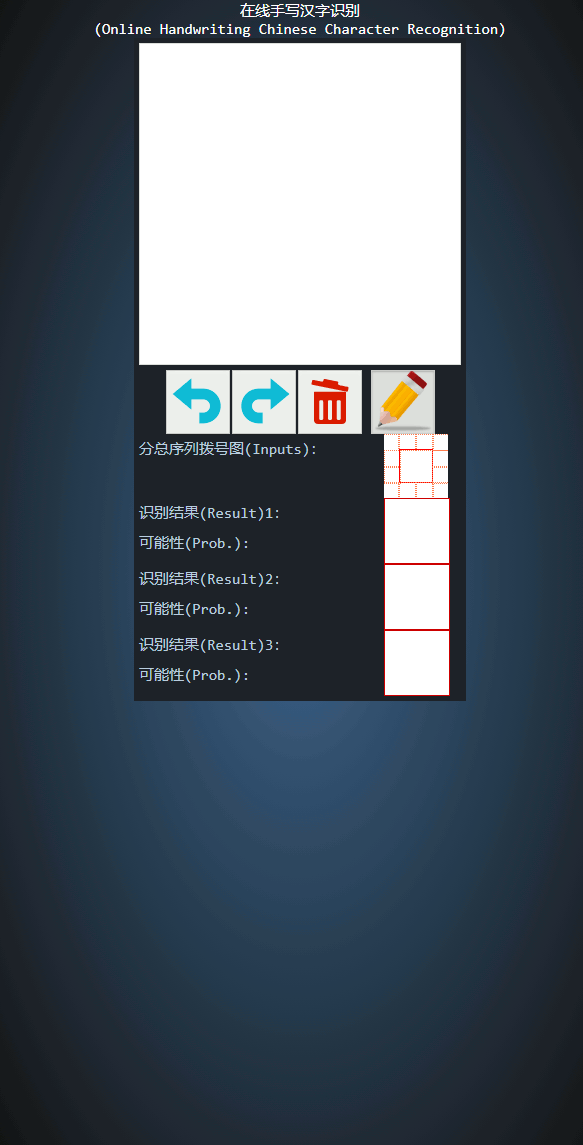 在线手写汉字识别
(Online Handwriting Chinese Character Recognition)
分总序列拨号图(Inputs):
识别结果(Result)1:
可能性(Prob.):
识别结果(Result)2:
可能性(Prob.):
识别结果(Result)3:
可能性(Prob.):